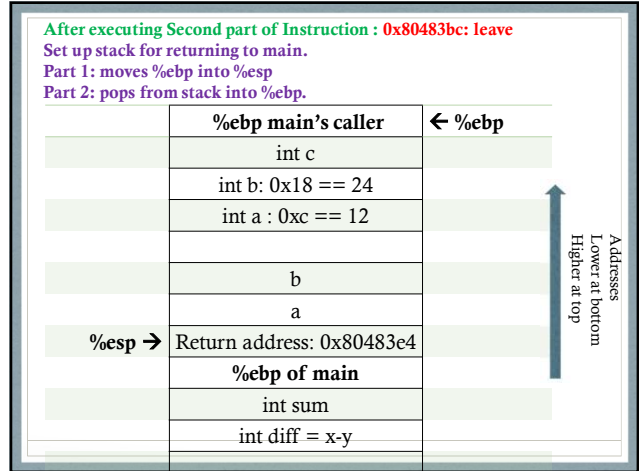 After executing Second part of Instruction : 0x80483bc: leave
Set up stack for returning to main.
Part 1: moves %ebp into %esp
Part 2: pops from stack into %ebp.
%ebp main's caller ← %ebp
int c
int b: 0x18 == 24
int a : 0xc == 12
b
a
%esp → Return address: 0x80483e4
%ebp of main
int sum
int diff = x-y
Addresses
Lower at bottom
Higher at top